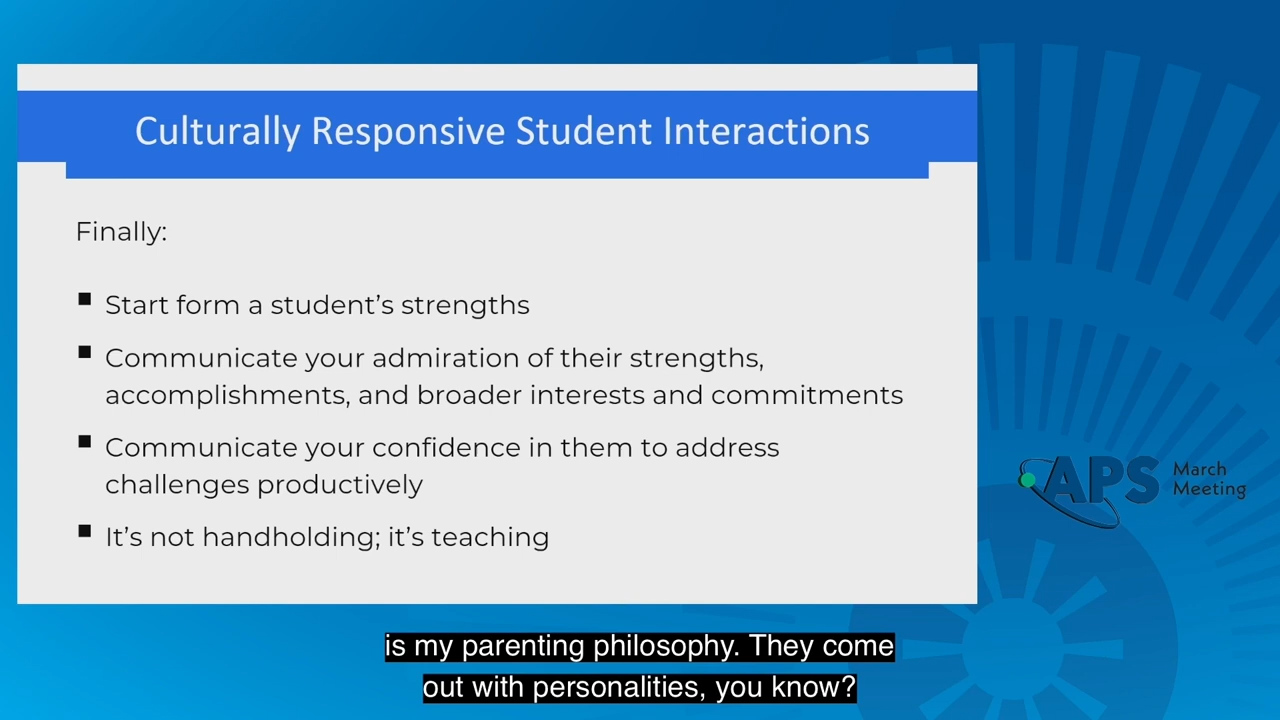 Culturally Responsive Student Interactions
Finally:
Start form a student’s strengths
Communicate your admiration of their strengths,
accomplishments, and broader interests and commitments
Communicate your confidence in them to address
challenges productively
It’s not handholding; it’s teaching
APS March
Meeting
is my parenting philosophy. They come
out with personalities, you know?